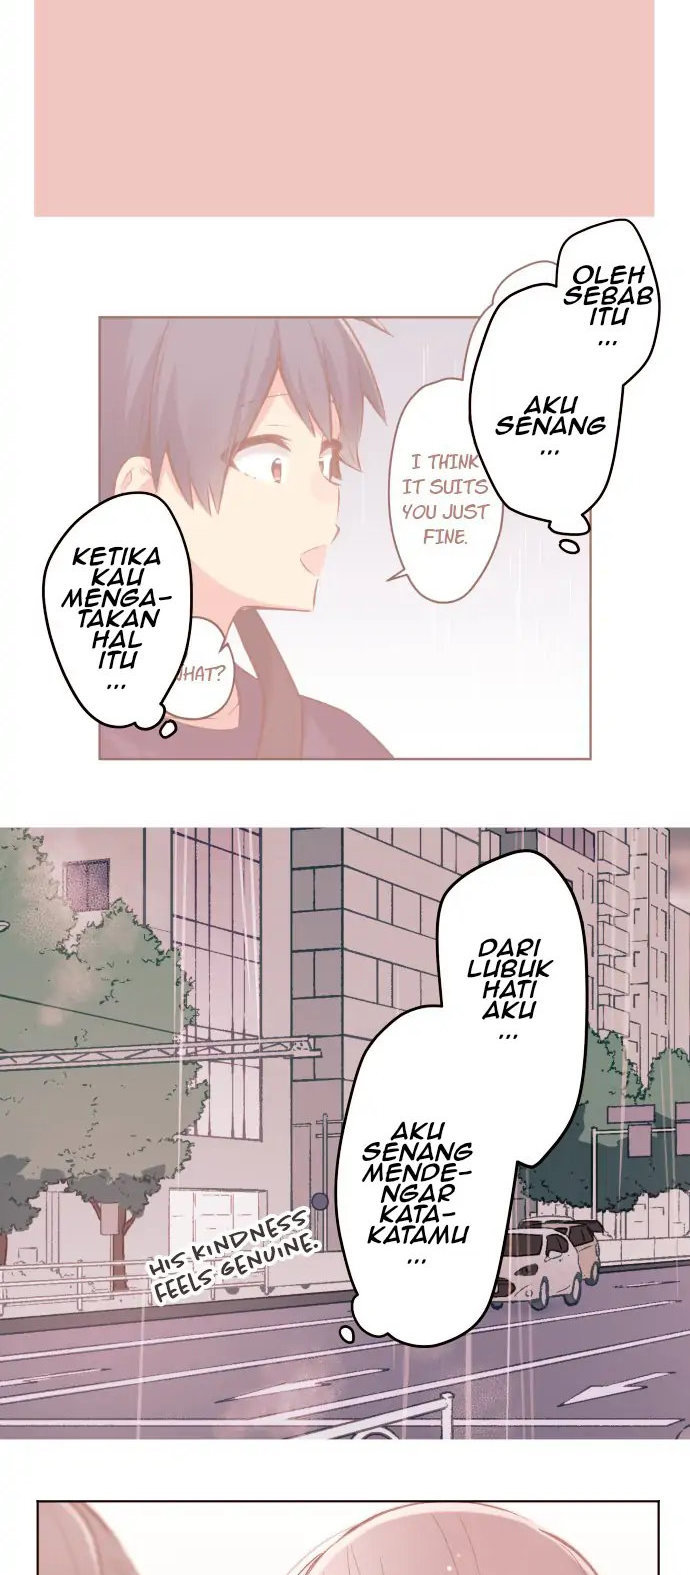 OLEH
SEBAB
ITU
...
AKU
SENANG
...
I THINK
IT SUITS
YOU JUST
FINE.
KETIKA
KAU
MENGA-
TAKAN
HAL
ITU
...
WHAT?
DARI
LUBUK
HATI
AKU
...
AKU
SENANG
MENDE-
NGAR
KATA-
KATAMU
...
HIS KINDNESS
FEELS GENUINE.